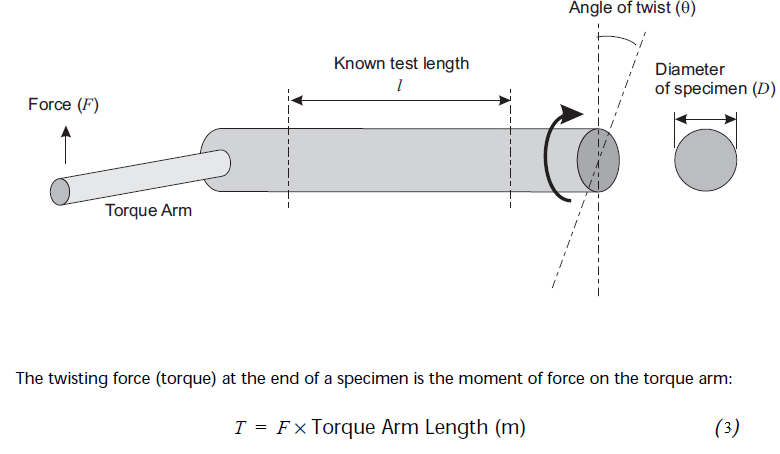 Angle of twist (θ)
Known test length
l
Diameter
of specimen (D)
Force (F)
Torque Arm
The twisting force (torque) at the end of a specimen is the moment of force on the torque arm:
T = F × Torque Arm Length (m) (3)